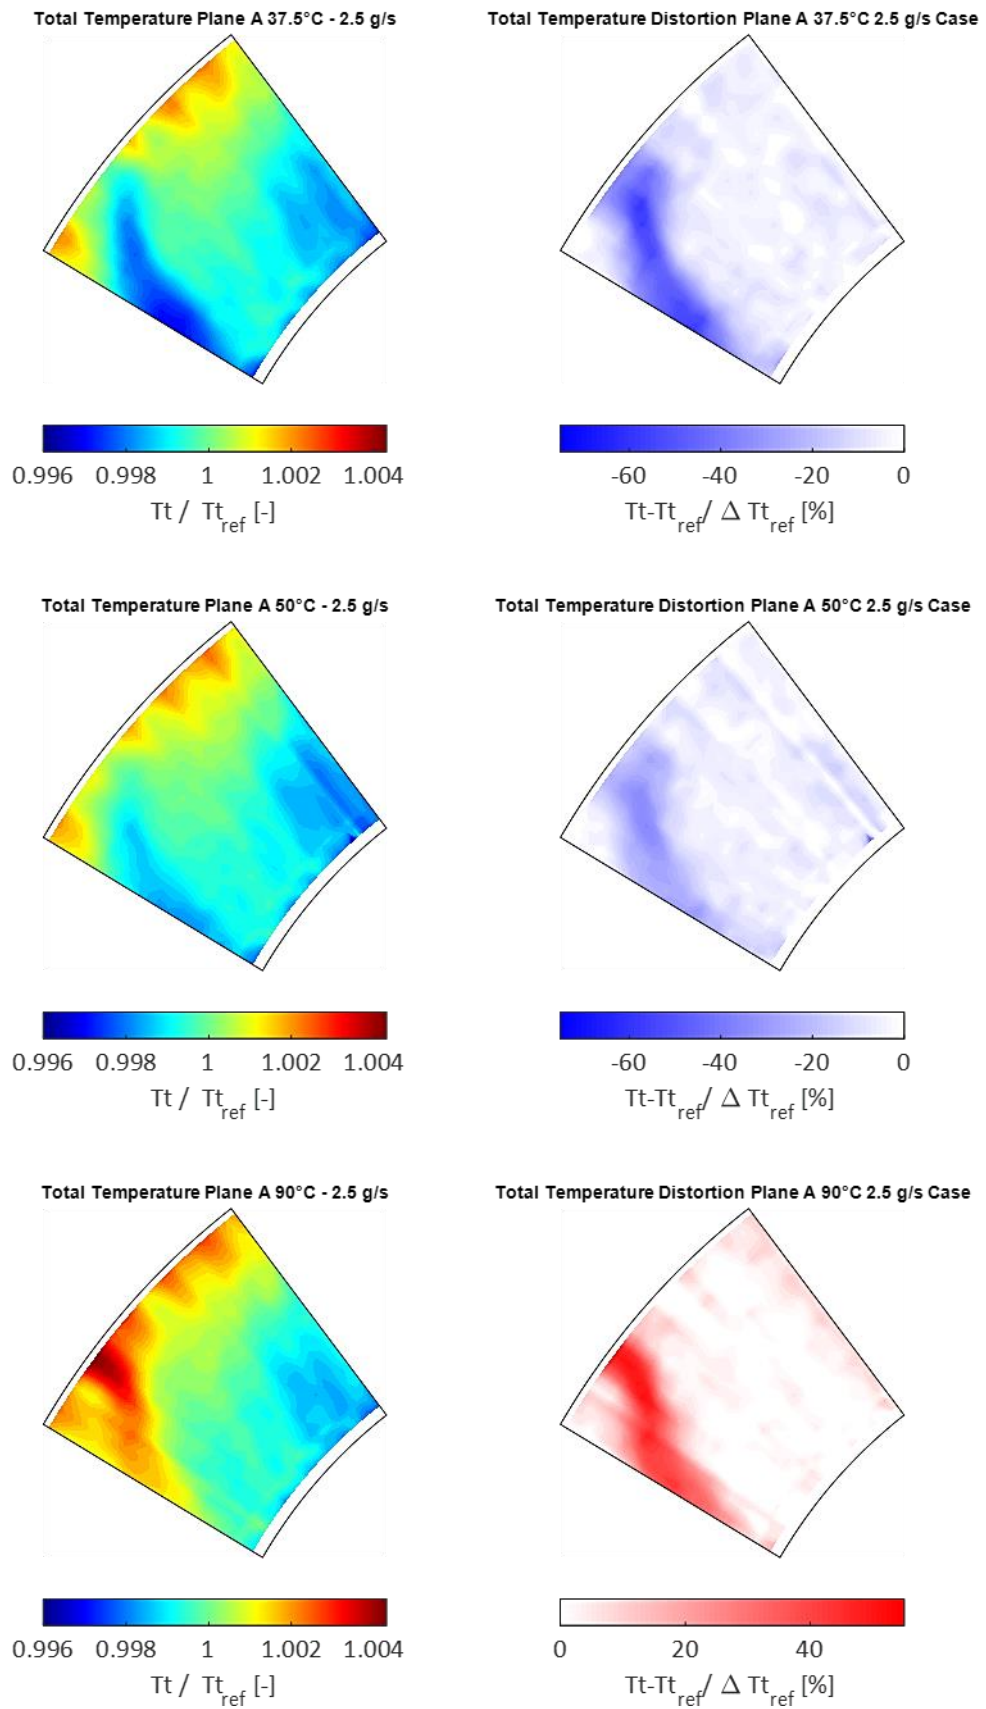 Total Temperature Plane A 37.5°C - 2.5 g/s
Total Temperature Distortion Plane A 37.5°C 2.5 g/s Case
0.996 0.998 1 1.002 1.004
Tt / Tt_ref [-]
-60 -40 -20 0
Tt-Tt_ref/ Δ Tt_ref [%]
Total Temperature Plane A 50°C - 2.5 g/s
Total Temperature Distortion Plane A 50°C 2.5 g/s Case
0.996 0.998 1 1.002 1.004
Tt / Tt_ref [-]
-60 -40 -20 0
Tt-Tt_ref/ Δ Tt_ref [%]
Total Temperature Plane A 90°C - 2.5 g/s
Total Temperature Distortion Plane A 90°C 2.5 g/s Case
0.996 0.998 1 1.002 1.004
Tt / Tt_ref [-]
0 20 40
Tt-Tt_ref/ Δ Tt_ref [%]